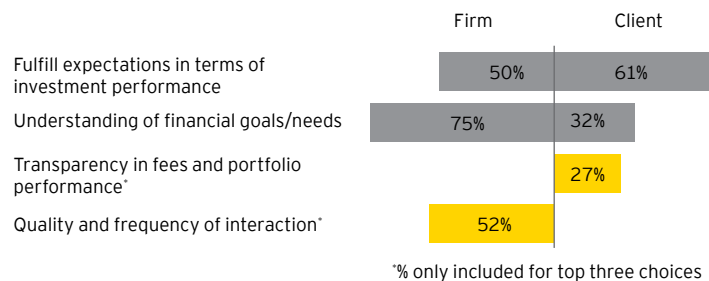 Firm Client
Fulfill expectations in terms of
investment performance
50% 61%
Understanding of financial goals/needs 75% 32%
Transparency in fees and portfolio
performance*
27%
Quality and frequency of interaction* 52%
*% only included for top three choices